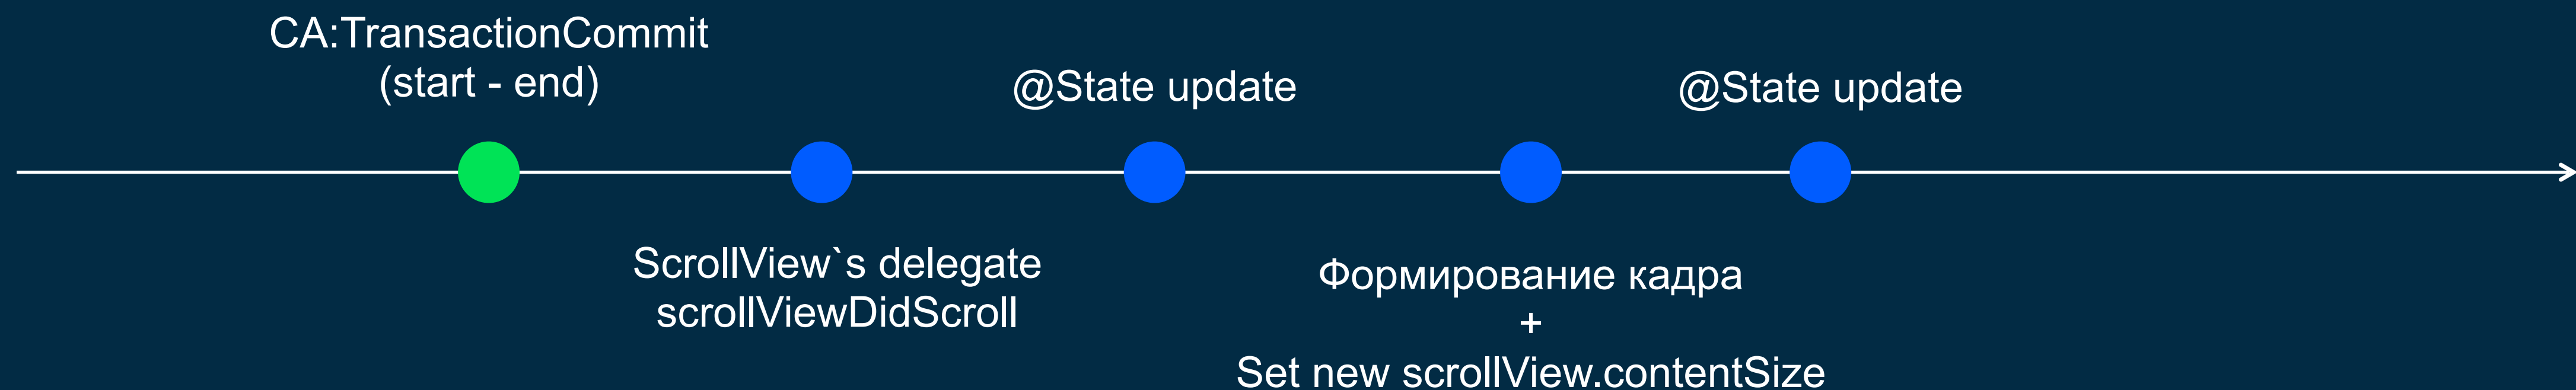 CA:TransactionCommit
(start - end)
ScrollView`s delegate
scrollViewDidScroll
@State update
Формирование кадра
+
Set new scrollView.contentSize
@State update